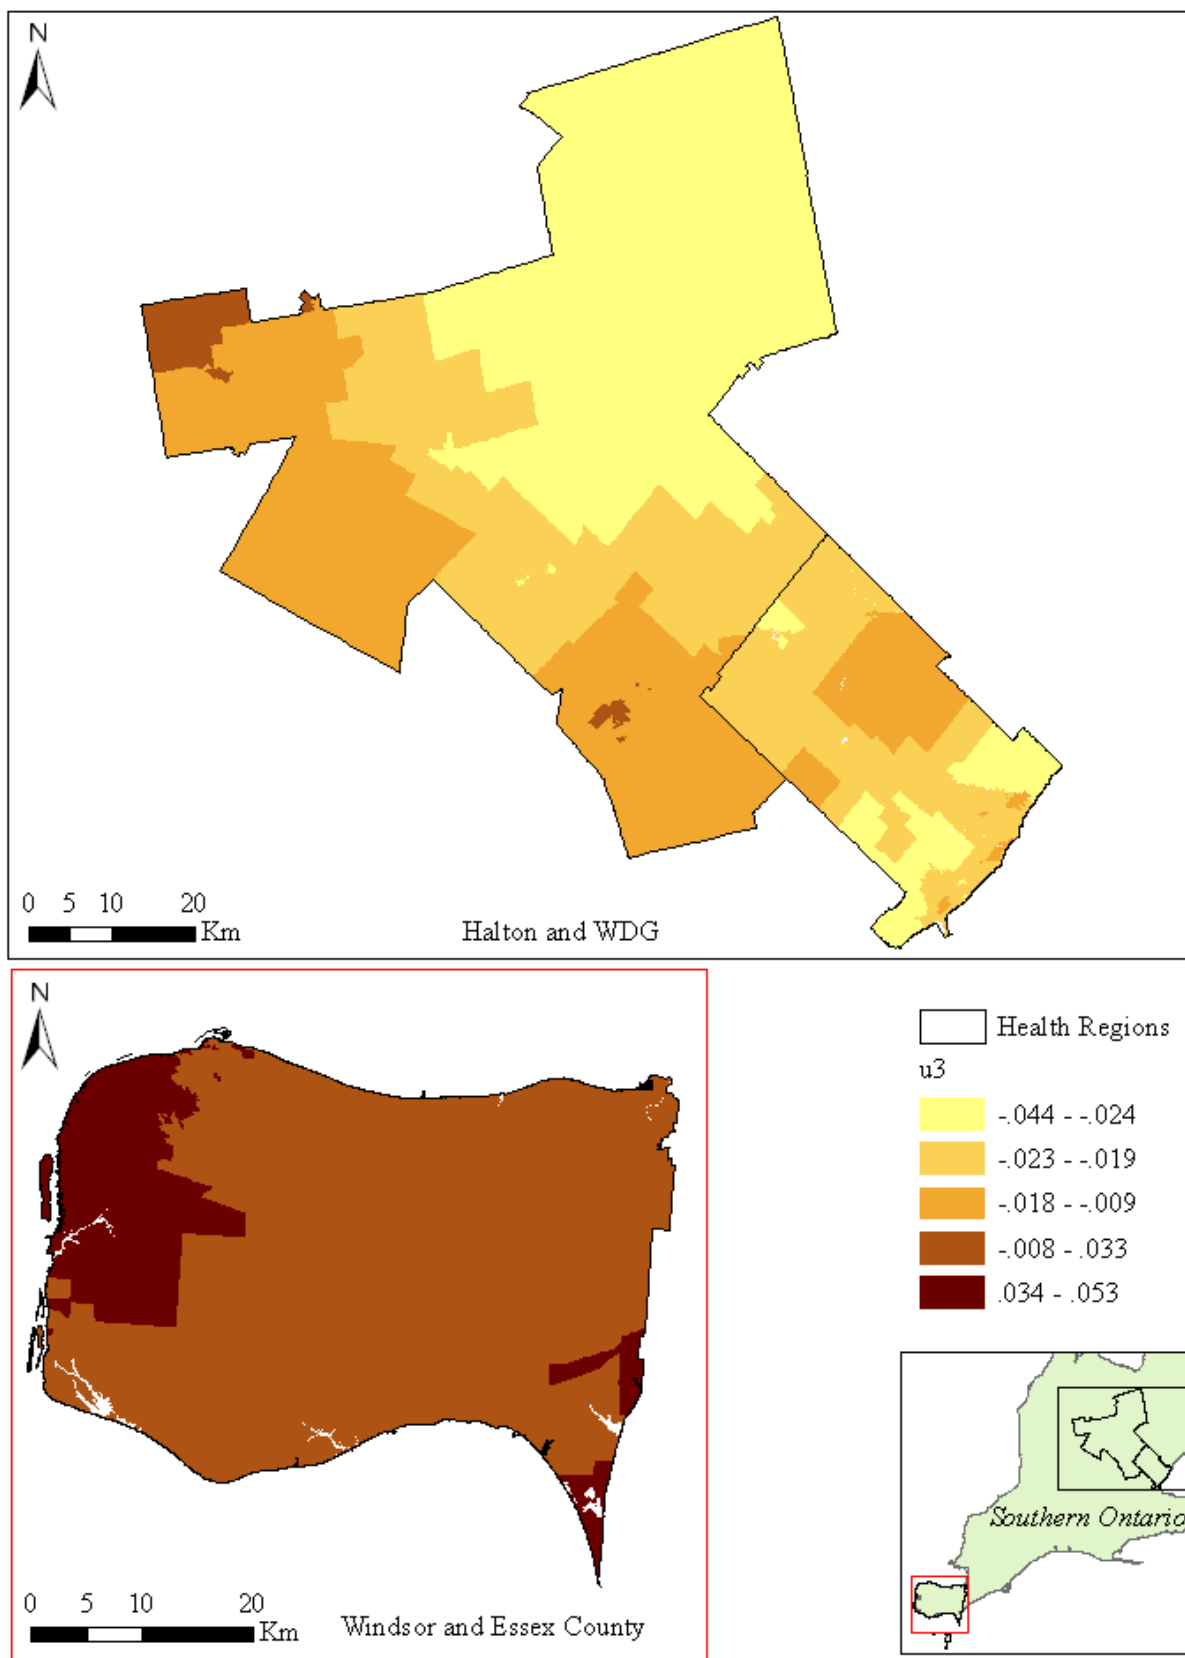 N
0 5 10 20
Km
Halton and WDG
N
0 5 10 20
Km
Windsor and Essex County
Health Regions
u3
-.044 - -.024
-.023 - -.019
-.018 - -.009
-.008 - .033
.034 - .053
Southern Ontario